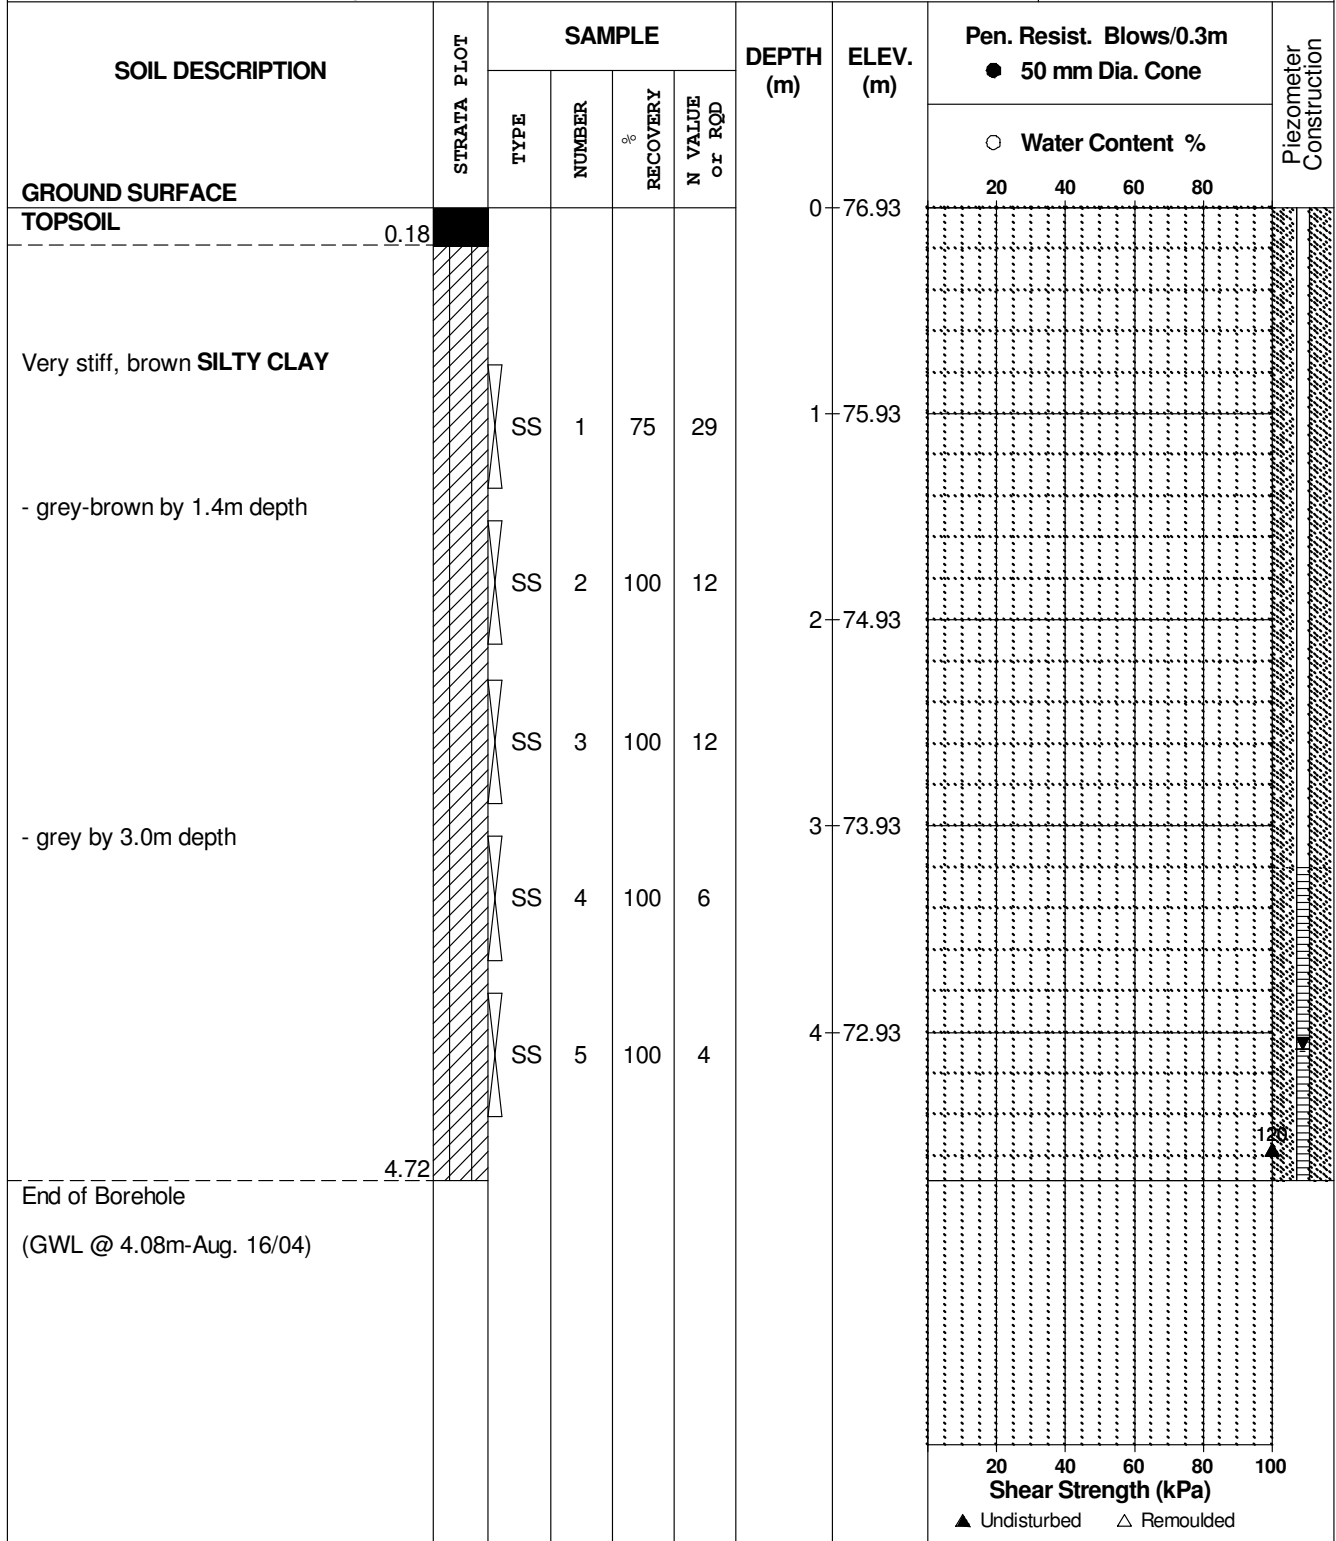 SOIL DESCRIPTION
STRATA PLOT
SAMPLE
TYPE
NUMBER
%
RECOVERY
N VALUE
or RQD
DEPTH
(m)
ELEV.
(m)
Pen. Resist. Blows/0.3m
● 50 mm Dia. Cone
○ Water Content %
20 40 60 80
Piezometer
Construction
GROUND SURFACE
TOPSOIL
0.18
0 76.93
Very stiff, brown SILTY CLAY
SS 1 75 29
1 75.93
- grey-brown by 1.4m depth
SS 2 100 12
2 74.93
SS 3 100 12
3 73.93
- grey by 3.0m depth
SS 4 100 6
4 72.93
SS 5 100 4
120
4.72
End of Borehole
(GWL @ 4.08m-Aug. 16/04)
20 40 60 80 100
Shear Strength (kPa)
▲ Undisturbed △ Remoulded